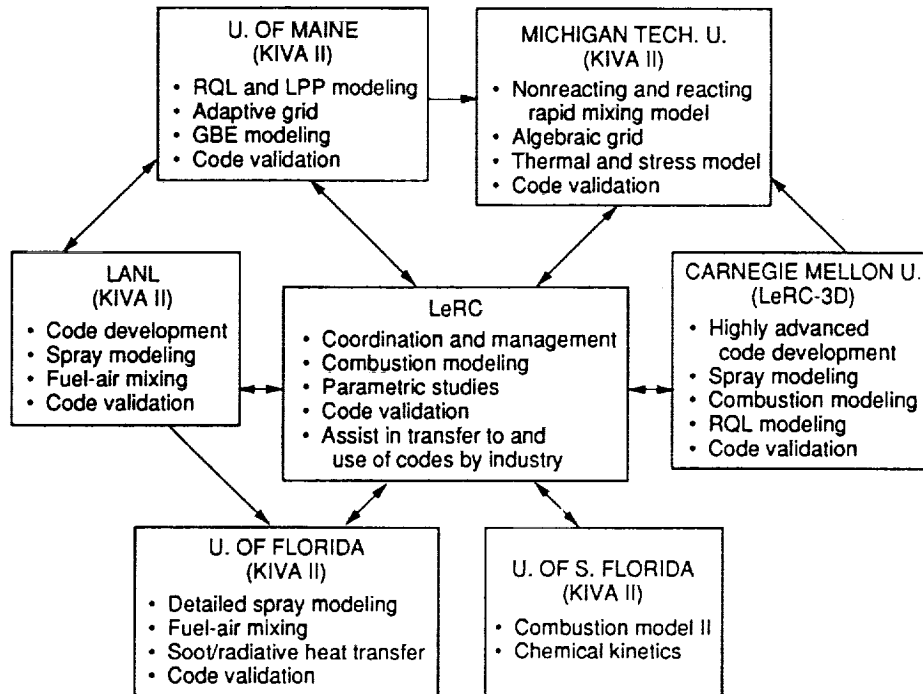 U. OF MAINE
(KIVA II)
• RQL and LPP modeling
• Adaptive grid
• GBE modeling
• Code validation
MICHIGAN TECH. U.
(KIVA II)
• Nonreacting and reacting
rapid mixing model
• Algebraic grid
• Thermal and stress model
• Code validation
LANL
(KIVA II)
• Code development
• Spray modeling
• Fuel-air mixing
• Code validation
LeRC
• Coordination and management
• Combustion modeling
• Parametric studies
• Code validation
• Assist in transfer to and
use of codes by industry
CARNEGIE MELLON U.
(LeRC-3D)
• Highly advanced
code development
• Spray modeling
• Combustion modeling
• RQL modeling
• Code validation
U. OF FLORIDA
(KIVA II)
• Detailed spray modeling
• Fuel-air mixing
• Soot/radiative heat transfer
• Code validation
U. OF S. FLORIDA
(KIVA II)
• Combustion model II
• Chemical kinetics